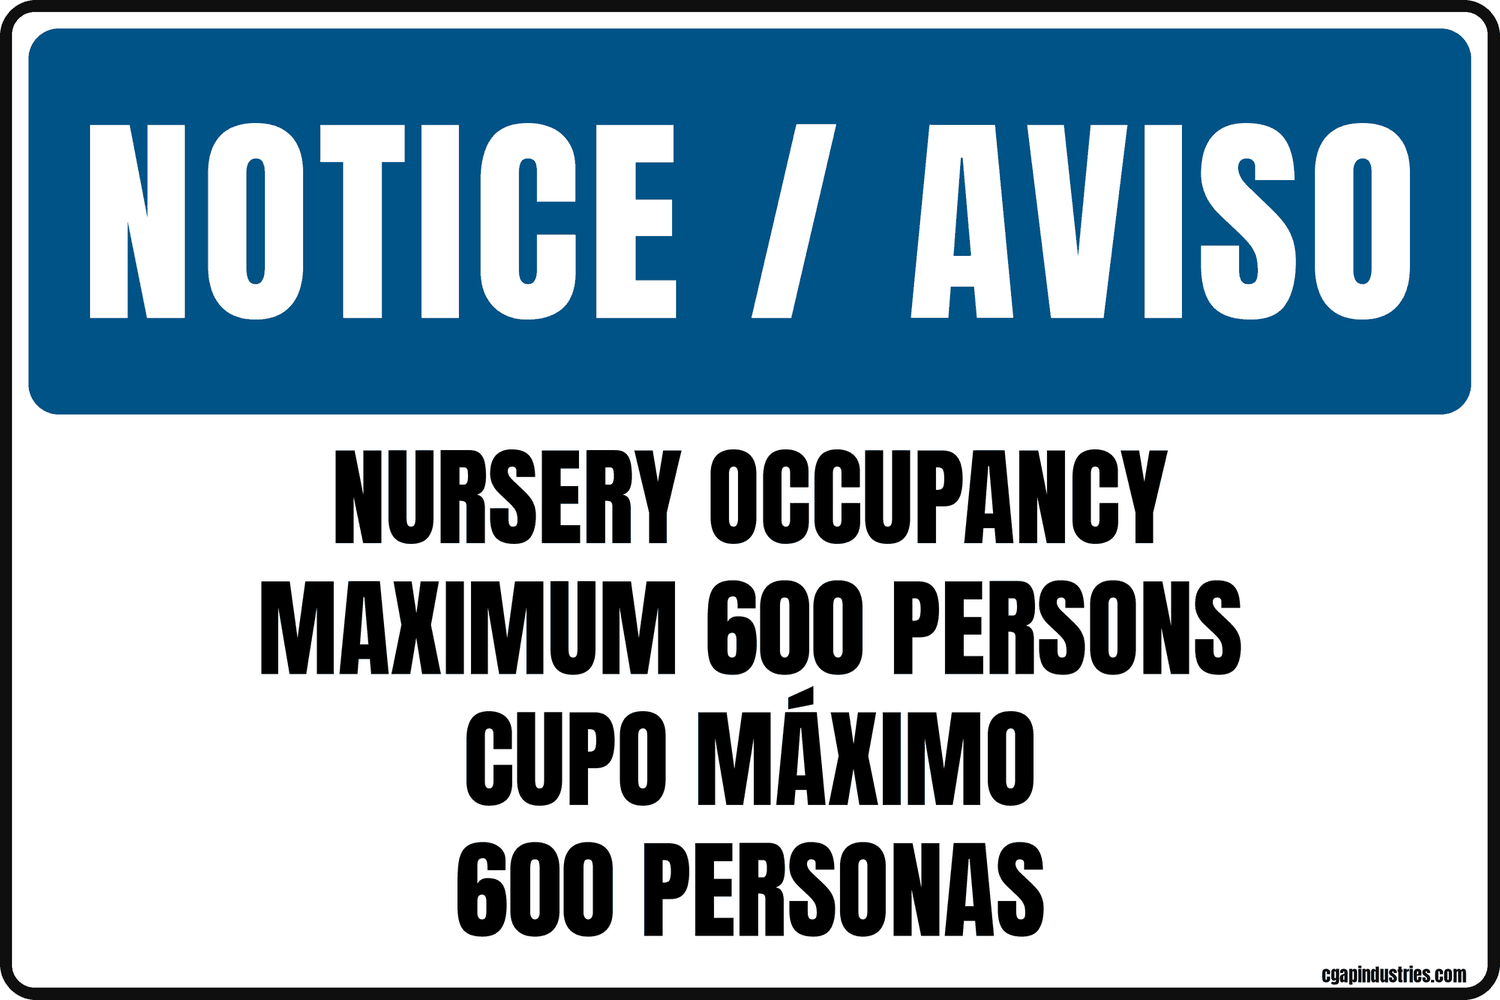 NOTICE / AVISO
NURSERY OCCUPANCY
MAXIMUM 600 PERSONS
CUPO MÁXIMO
600 PERSONAS
cgapindustries.com